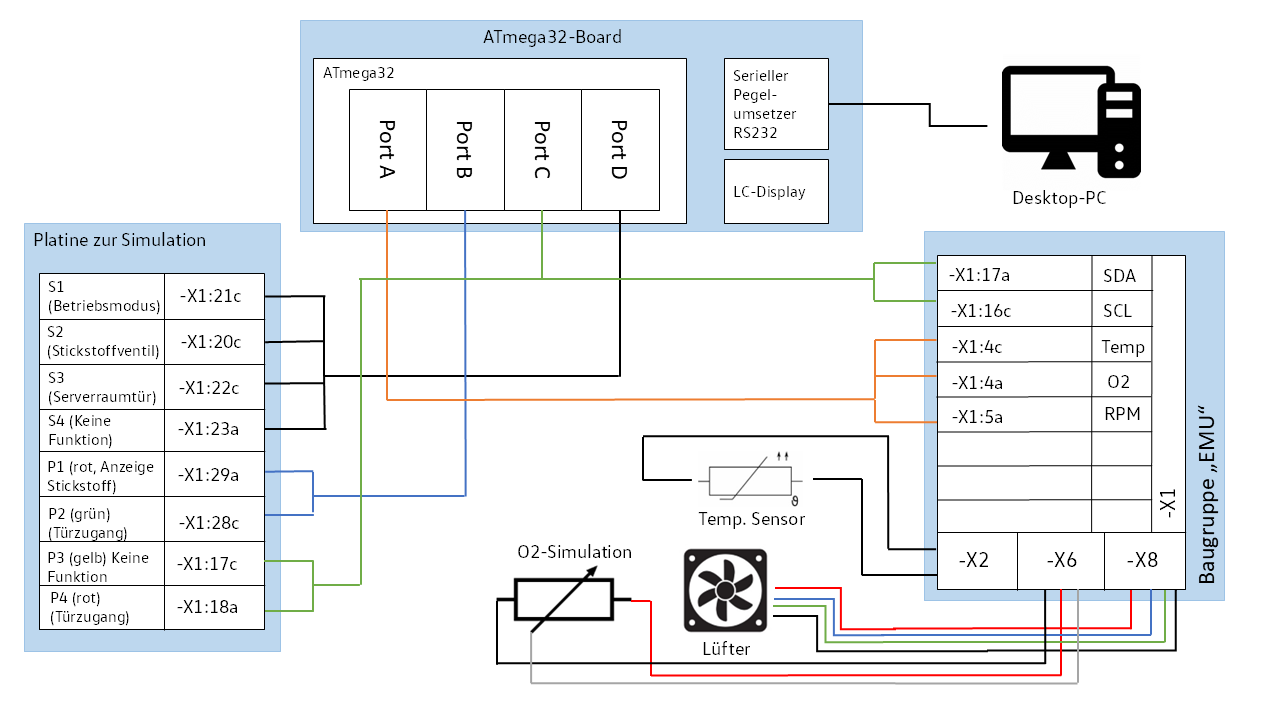 ATmega32-Board
ATmega32
Port A
Port B
Port C
Port D
Serieller
Pegel-
umsetzer
RS232
LC-Display
Desktop-PC
Platine zur Simulation
S1
(Betriebsmodus)
-X1:21c
S2
(Stickstoffventil)
-X1:20c
S3
(Serverraumtür)
-X1:22c
S4 (Keine
Funktion)
-X1:23a
P1 (rot, Anzeige
Stickstoff)
-X1:29a
P2 (grün)
(Türzugang)
-X1:28c
P3 (gelb) Keine
Funktion
-X1:17c
P4 (rot)
(Türzugang)
-X1:18a
-X1:17a
SDA
-X1:16c
SCL
-X1:4c
Temp
-X1:4a
O2
-X1:5a
RPM
-X1
Baugruppe „EMU“
-X2
-X6
-X8
ϑ
Temp. Sensor
O2-Simulation
Lüfter